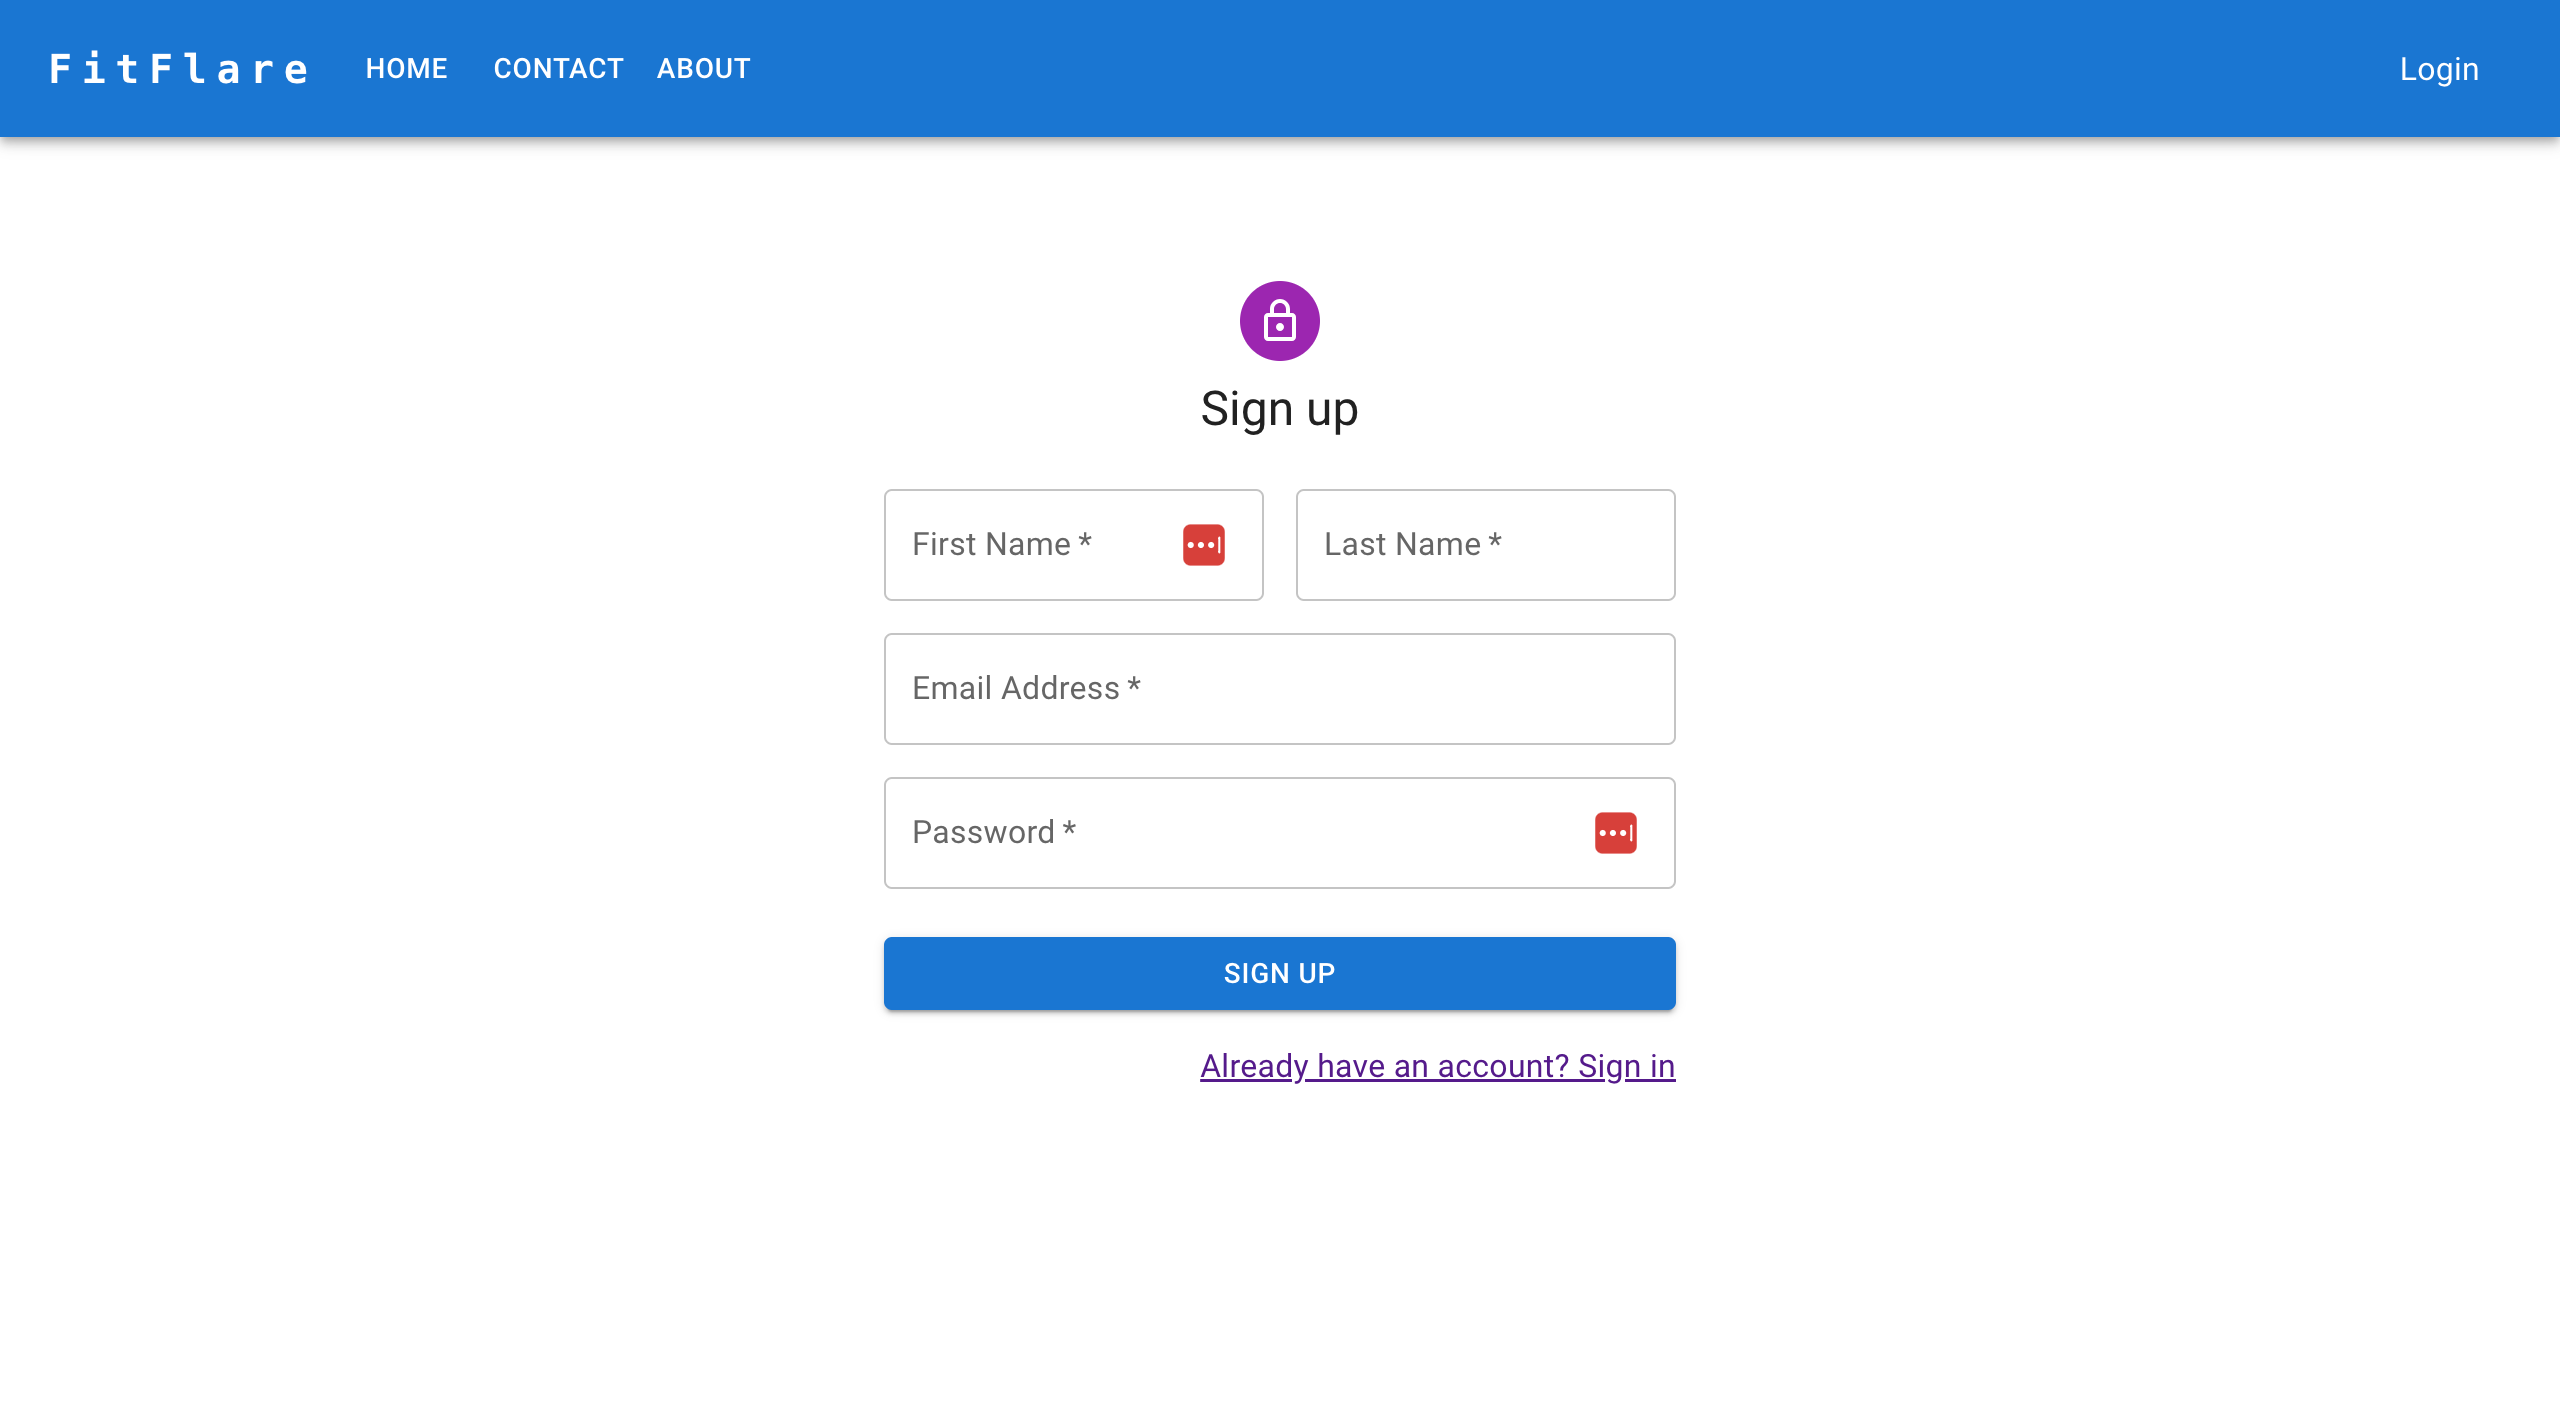 FitFlare HOME CONTACT ABOUT Login
Sign up
First Name * Last Name *
Email Address *
Password *
SIGN UP
Already have an account? Sign in